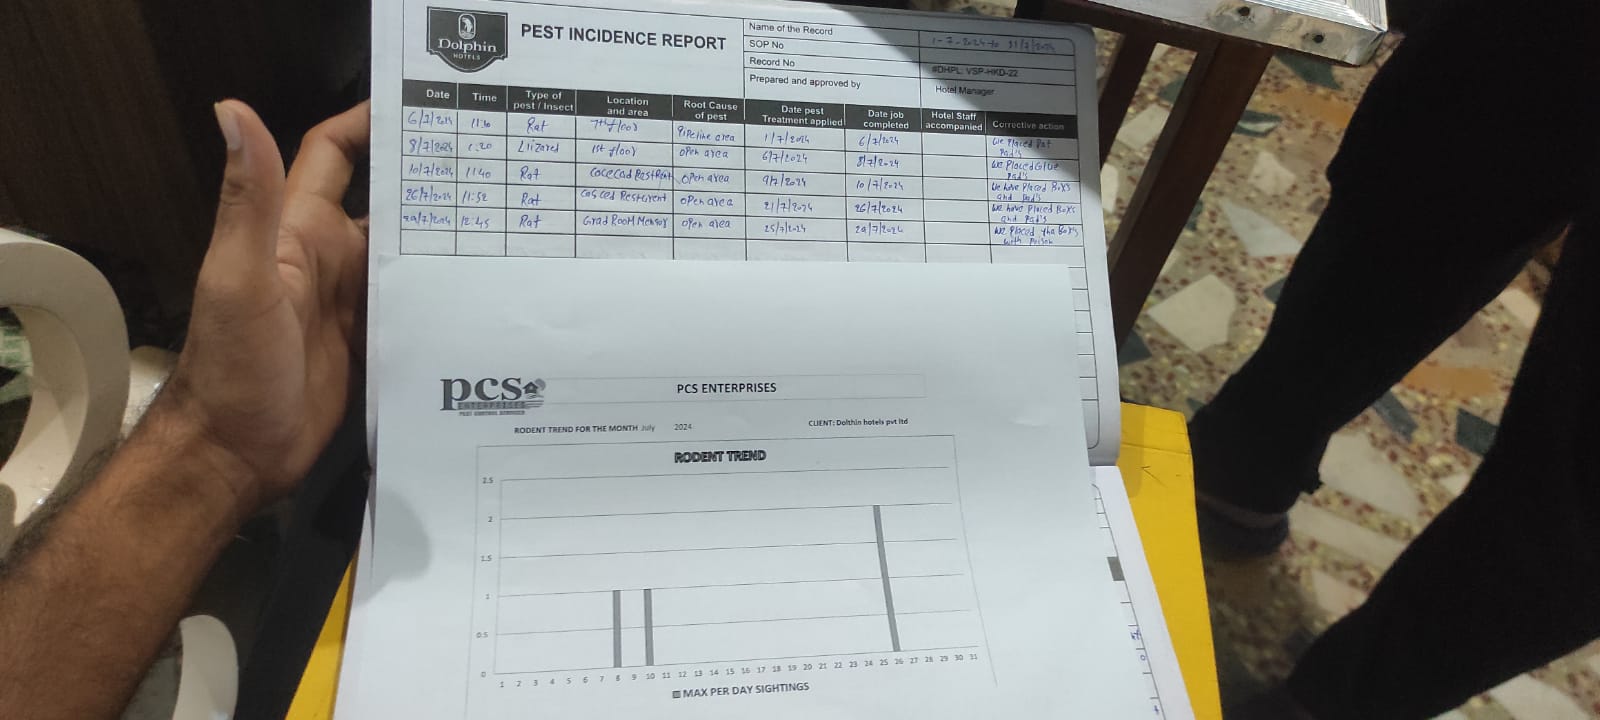 Dolphin
HOTELS
PEST INCIDENCE REPORT
Name of the Record 1-7-2024 to 31/7/2024
SOP No
Record No #DHPL: VSP-HKD-22
Prepared and approved by Hotel Manager
Date Time Type of pest / Insect Location and area Root Cause of pest Date pest Treatment applied Date job completed Hotel Staff accompanied Corrective action
6/7/2024 Rat 7th floor Pipeline area 1/7/2024 6/7/2024 We Placed Rat Pad's
8/7/2024 1:20 Lizared 1st floor open area 6/7/2024 8/7/2024 We Placed Glue Pad's
10/7/2024 11:40 Rat open area 9/7/2024 10/7/2024 We have Placed Box's and Pad's
26/7/2024 11:52 Rat open area 21/7/2024 26/7/2024 We have Placed Box's and Pad's
29/7/2024 12:45 Rat open area 25/7/2024 29/7/2024 We Placed tha Box's with Poison
pcs
ENTERPRISES
PEST CONTROL SERVICES
PCS ENTERPRISES
RODENT TREND FOR THE MONTH July 2024
CLIENT: Dolthin hotels pvt ltd
RODENT TREND
2.5
2
1.5
1
0.5
0
1 2 3 4 5 6 7 8 9 10 11 12 13 14 15 16 17 18 19 20 21 22 23 24 25 26 27 28 29 30 31
MAX PER DAY SIGHTINGS